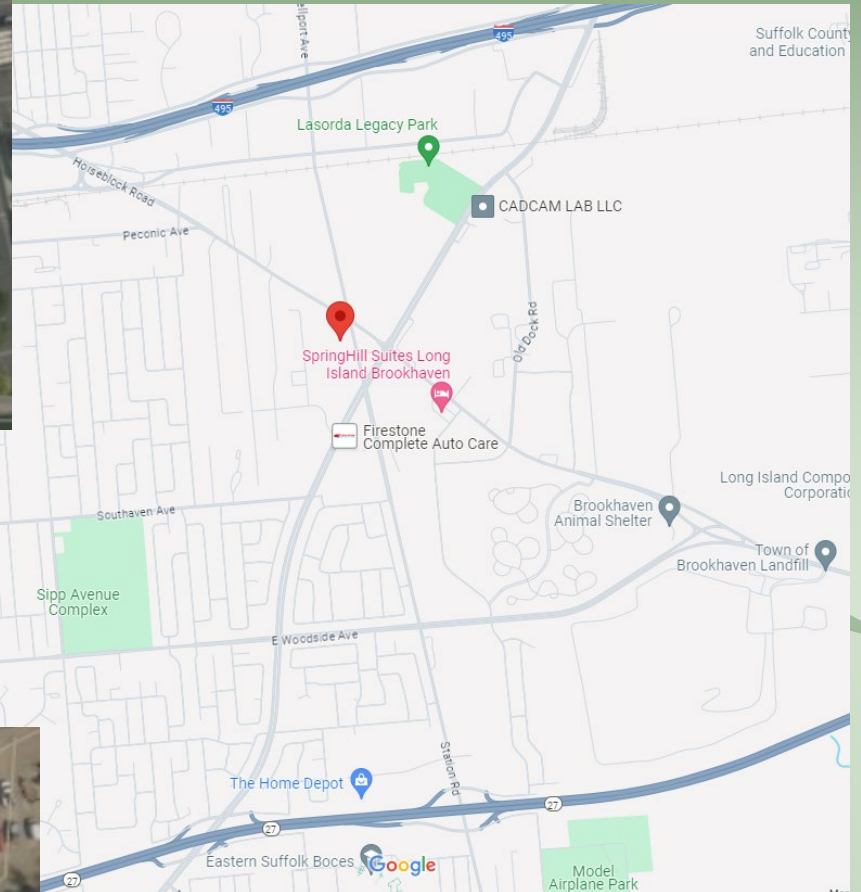 llport Ave
495
Suffolk County
and Education
495
Lasorda Legacy Park
Horseblock Road
CADCAM LAB LLC
Peconic Ave
Old Dock Rd
SpringHill Suites Long
Island Brookhaven
Firestone
Complete Auto Care
Long Island Compo
Corporatio
Southaven Ave
Brookhaven
Animal Shelter
Town of
Brookhaven Landfill
Sipp Avenue
Complex
E Woodside Ave
Station Rd
The Home Depot
27
27
Eastern Suffolk Boces
Google
Model
Airplane Park
27